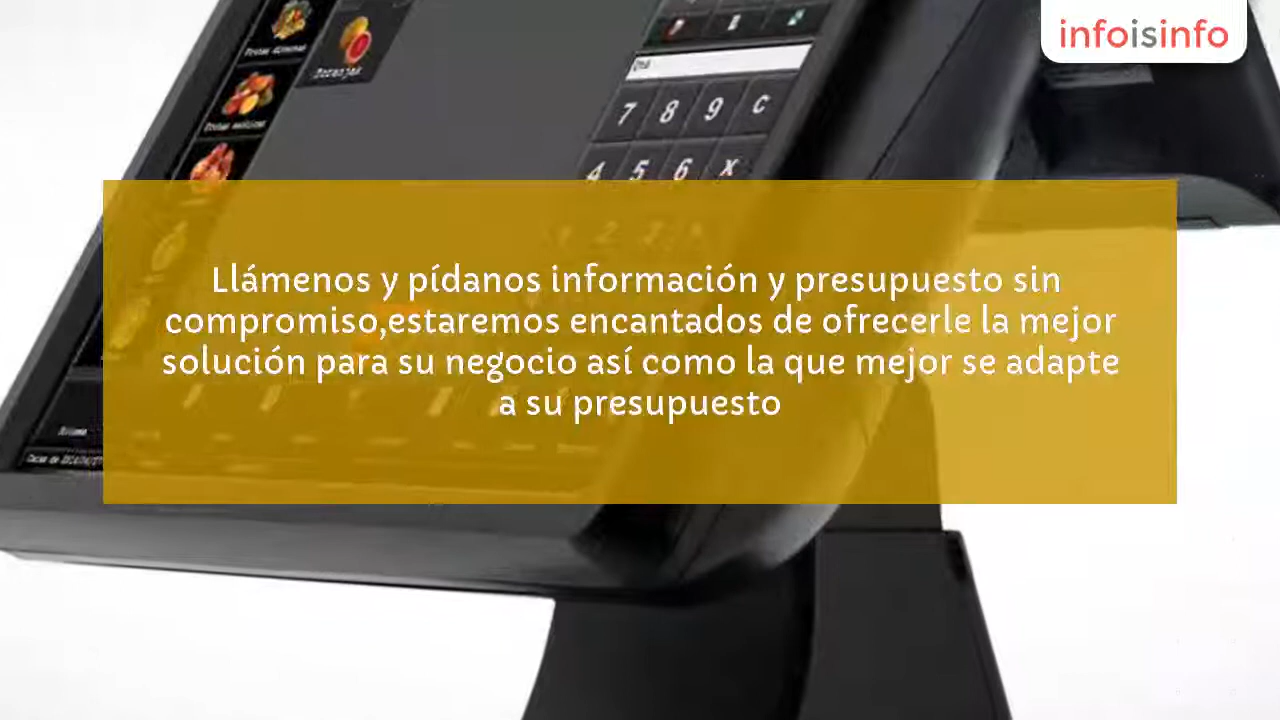 infoisinfo
7 8 9 C
4 5 6 X
Llámenos y pídanos información y presupuesto sin
compromiso,estaremos encantados de ofrecerle la mejor
solución para su negocio así como la que mejor se adapte
a su presupuesto